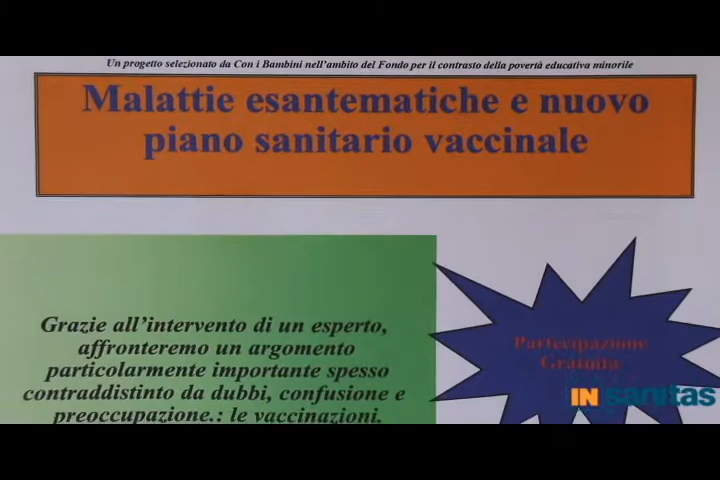 Un progetto selezionato da Con i Bambini nell'ambito del Fondo per il contrasto della povertà educativa minorile
Malattie esantematiche e nuovo
piano sanitario vaccinale
Grazie all'intervento di un esperto,
affronteremo un argomento
particolarmente importante spesso
contraddistinto da dubbi, confusione e
preoccupazione.: le vaccinazioni.
Partecipazione
Gratuita
INsanitas